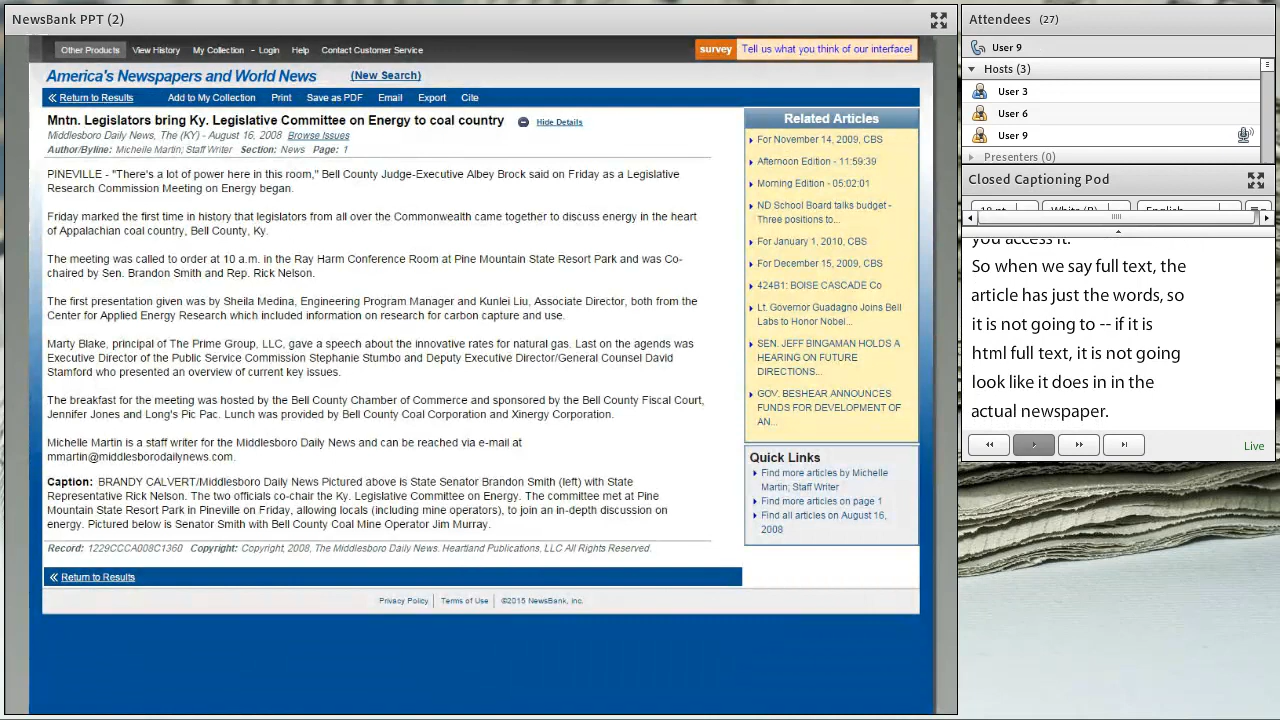 NewsBank PPT (2)
Other Products View History My Collection - Login Help Contact Customer Service
survey Tell us what you think of our interface!
America's Newspapers and World News (New Search)
Return to Results Add to My Collection Print Save as PDF Email Export Cite
Mntn. Legislators bring Ky. Legislative Committee on Energy to coal country Hide Details
Middlesboro Daily News, The (KY) - August 16, 2008 Browse Issues
Author/Byline: Michelle Martin; Staff Writer Section: News Page: 1
PINEVILLE - "There's a lot of power here in this room," Bell County Judge-Executive Albey Brock said on Friday as a Legislative
Research Commission Meeting on Energy began.
Friday marked the first time in history that legislators from all over the Commonwealth came together to discuss energy in the heart
of Appalachian coal country, Bell County, Ky.
The meeting was called to order at 10 a.m. in the Ray Harm Conference Room at Pine Mountain State Resort Park and was Co-
chaired by Sen. Brandon Smith and Rep. Rick Nelson.
The first presentation given was by Sheila Medina, Engineering Program Manager and Kunlei Liu, Associate Director, both from the
Center for Applied Energy Research which included information on research for carbon capture and use.
Marty Blake, principal of The Prime Group, LLC, gave a speech about the innovative rates for natural gas. Last on the agenda was
Executive Director of the Public Service Commission Stephanie Stumbo and Deputy Executive Director/General Counsel David
Stamford who presented an overview of current key issues.
The breakfast for the meeting was hosted by the Bell County Chamber of Commerce and sponsored by the Bell County Fiscal Court,
Jennifer Jones and Long's Pic Pac. Lunch was provided by Bell County Coal Corporation and Xinergy Corporation.
Michelle Martin is a staff writer for the Middlesboro Daily News and can be reached via e-mail at
mmartin@middlesborodailynews.com.
Caption: BRANDY CALVERT/Middlesboro Daily News Pictured above is State Senator Brandon Smith (left) with State
Representative Rick Nelson. The two officials co-chair the Ky. Legislative Committee on Energy. The committee met at Pine
Mountain State Resort Park in Pineville on Friday, allowing locals (including mine operators), to join an in-depth discussion on
energy. Pictured below is Senator Smith with Bell County Coal Mine Operator Jim Murray.
Record: 1229CCCA008C1360 Copyright: Copyright, 2008, The Middlesboro Daily News. Heartland Publications, LLC All Rights Reserved.
Return to Results
Privacy Policy Terms of Use ©2015 NewsBank, inc.
Related Articles
For November 14, 2009, CBS
Afternoon Edition - 11:59:39
Morning Edition - 05:02:01
ND School Board talks budget -
Three positions to...
For January 1, 2010, CBS
For December 15, 2009, CBS
424B1: BOISE CASCADE Co
Lt. Governor Guadagno Joins Bell
Labs to Honor Nobel...
SEN. JEFF BINGAMAN HOLDS A
HEARING ON FUTURE
DIRECTIONS...
GOV. BESHEAR ANNOUNCES
FUNDS FOR DEVELOPMENT OF
AN...
Quick Links
Find more articles by Michelle
Martin; Staff Writer
Find more articles on page 1
Find all articles on August 16,
2008
Attendees (27)
User 9
Hosts (3)
User 3
User 6
User 9
Presenters (0)
Closed Captioning Pod
18 pt White (B) English
you access it.
So when we say full text, the
article has just the words, so
it is not going to -- if it is
html full text, it is not going
look like it does in in the
actual newspaper.
Live